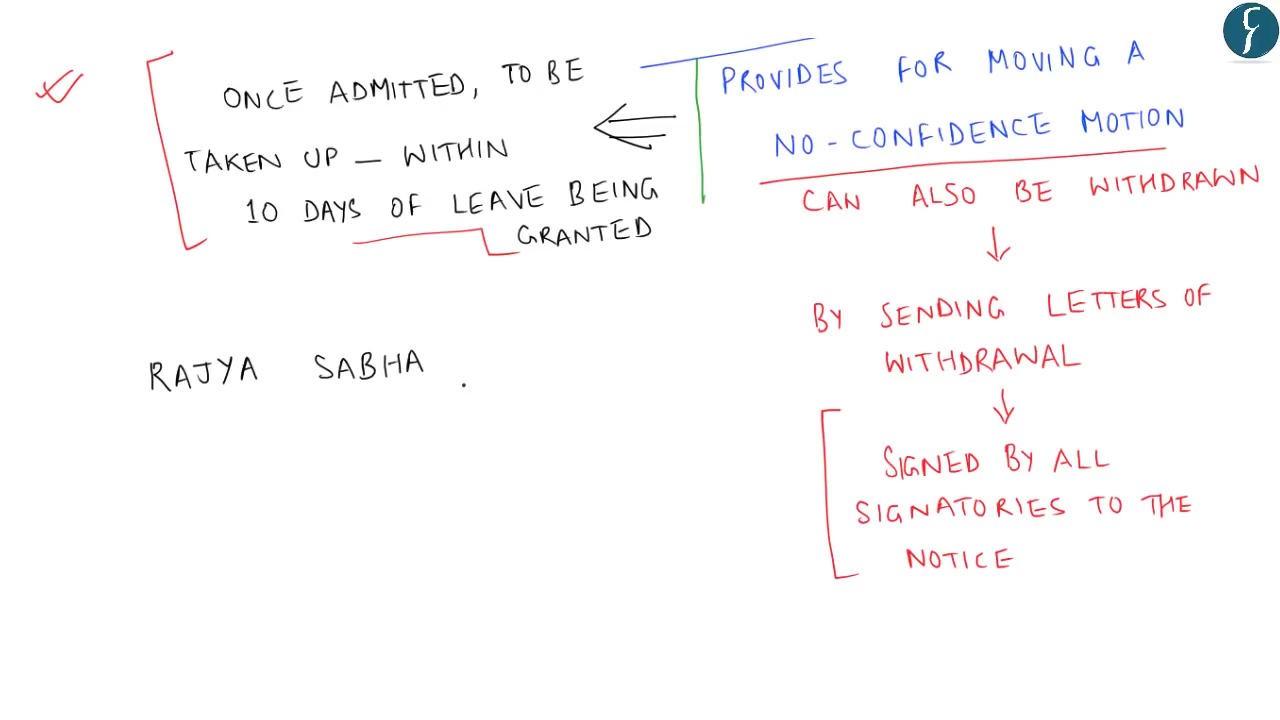 ONCE ADMITTED, TO BE
TAKEN UP – WITHIN
10 DAYS OF LEAVE BEING
GRANTED
PROVIDES FOR MOVING A
NO - CONFIDENCE MOTION
CAN ALSO BE WITHDRAWN
BY SENDING LETTERS OF
WITHDRAWAL
SIGNED BY ALL
SIGNATORIES TO THE
NOTICE
RAJYA SABHA